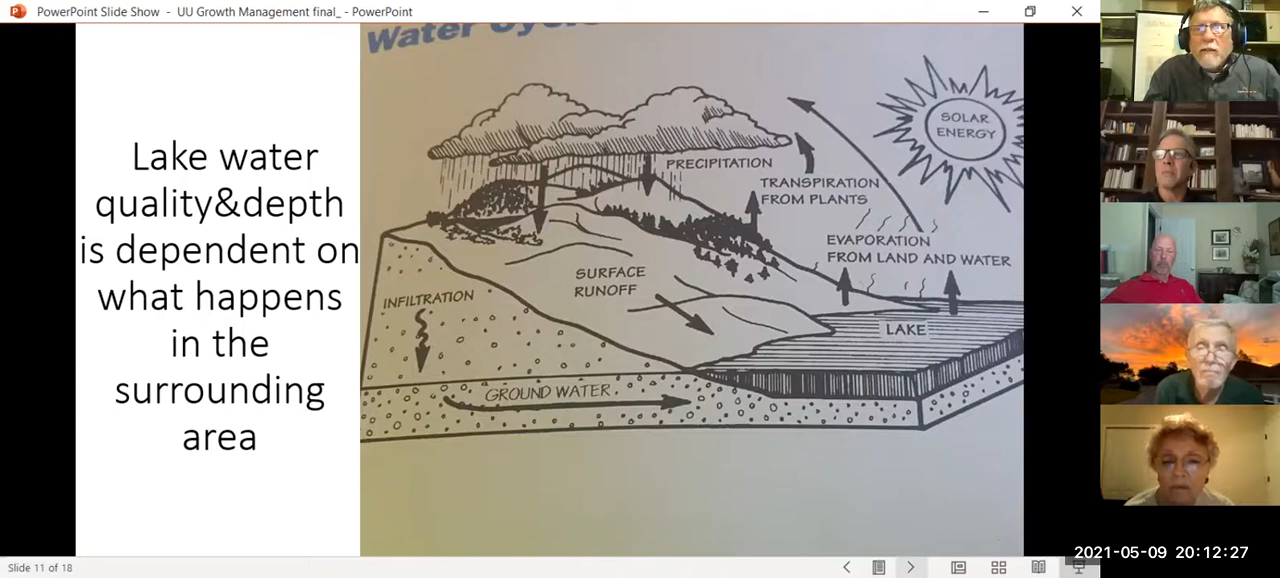 PowerPoint Slide Show - UU Growth Management final_ - PowerPoint
Water Cycle
Lake water
quality&depth
is dependent on
what happens
in the
surrounding
area
SOLAR
ENERGY
PRECIPITATION
TRANSPIRATION
FROM PLANTS
EVAPORATION
FROM LAND AND WATER
SURFACE
RUNOFF
INFILTRATION
LAKE
GROUND WATER
Slide 11 of 18
2021-05-09 20:12:27